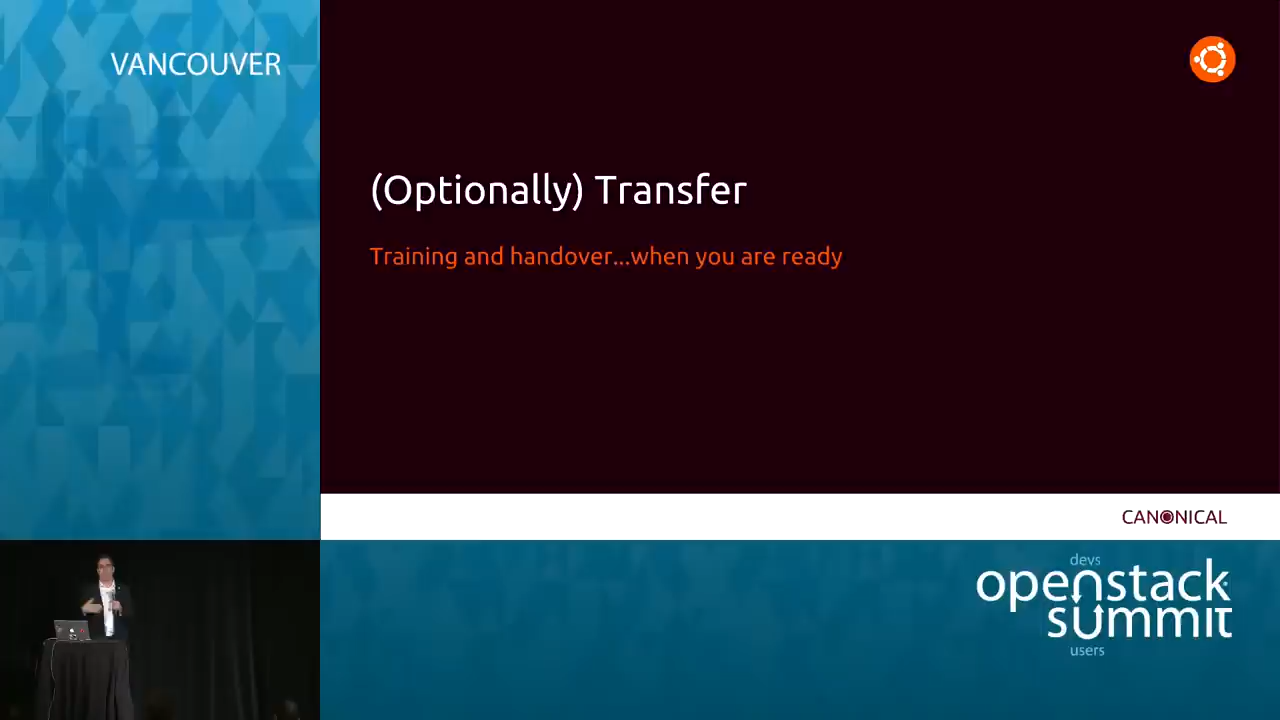 VANCOUVER
(Optionally) Transfer
Training and handover...when you are ready
CANONICAL
devs
openstack
summit
users